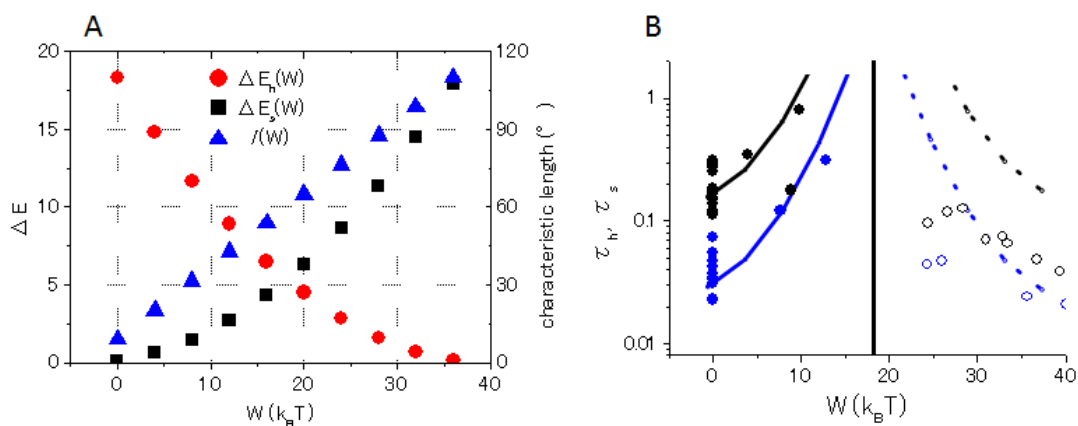 A
B
20
15
10
5
0
ΔE
ΔE_h(W)
ΔE_s(W)
l(W)
120
90
60
30
0
characteristic length (°
0
10
20
30
40
W (k_BT)
1
0.1
0.01
τ_h, τ_s
0
10
20
30
40
W (k_BT)